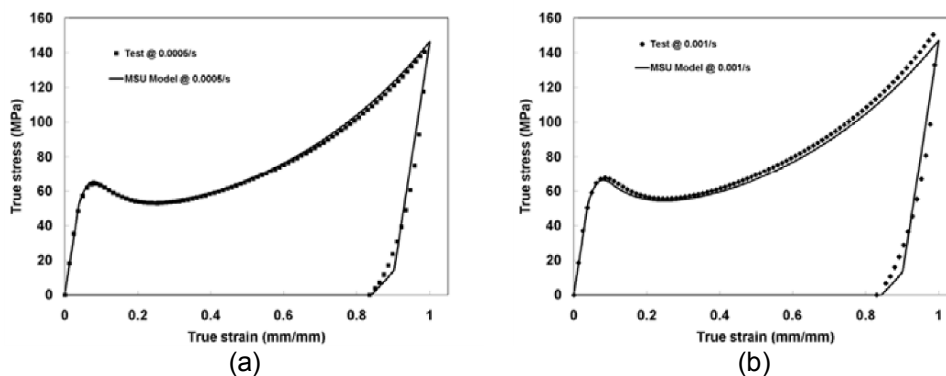 160
140
120
100
80
60
40
20
0
True stress (MPa)
Test @ 0.0005/s
MSU Model @ 0.0005/s
0 0.2 0.4 0.6 0.8 1
True strain (mm/mm)
(a)
160
140
120
100
80
60
40
20
0
True stress (MPa)
Test @ 0.001/s
MSU Model @ 0.001/s
0 0.2 0.4 0.6 0.8 1
True strain (mm/mm)
(b)